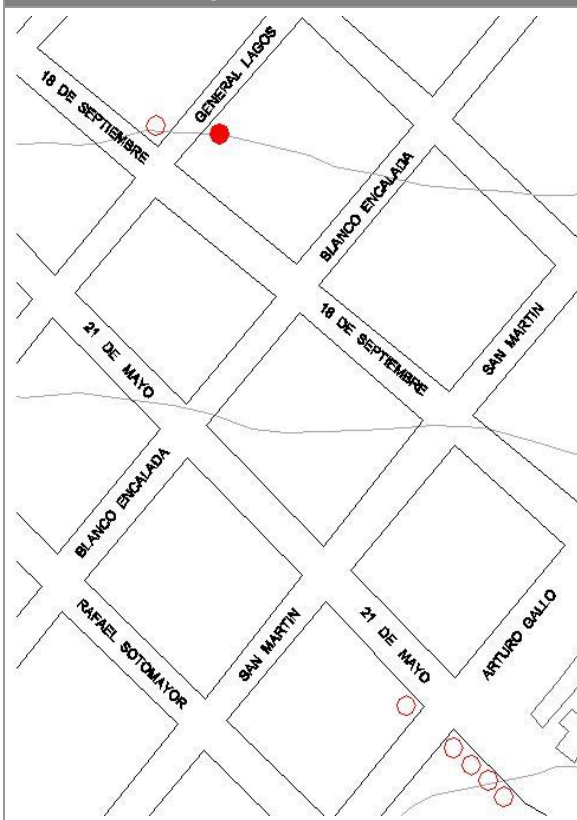 GENERAL LAGOS
18 DE SEPTIEMBRE
BLANCO ENCALADA
18 DE SEPTIEMBRE
SAN MARTIN
21 DE MAYO
BLANCO ENCALADA
RAFAEL SOTOMAYOR
SAN MARTIN
21 DE MAYO
ARTURO GALLO